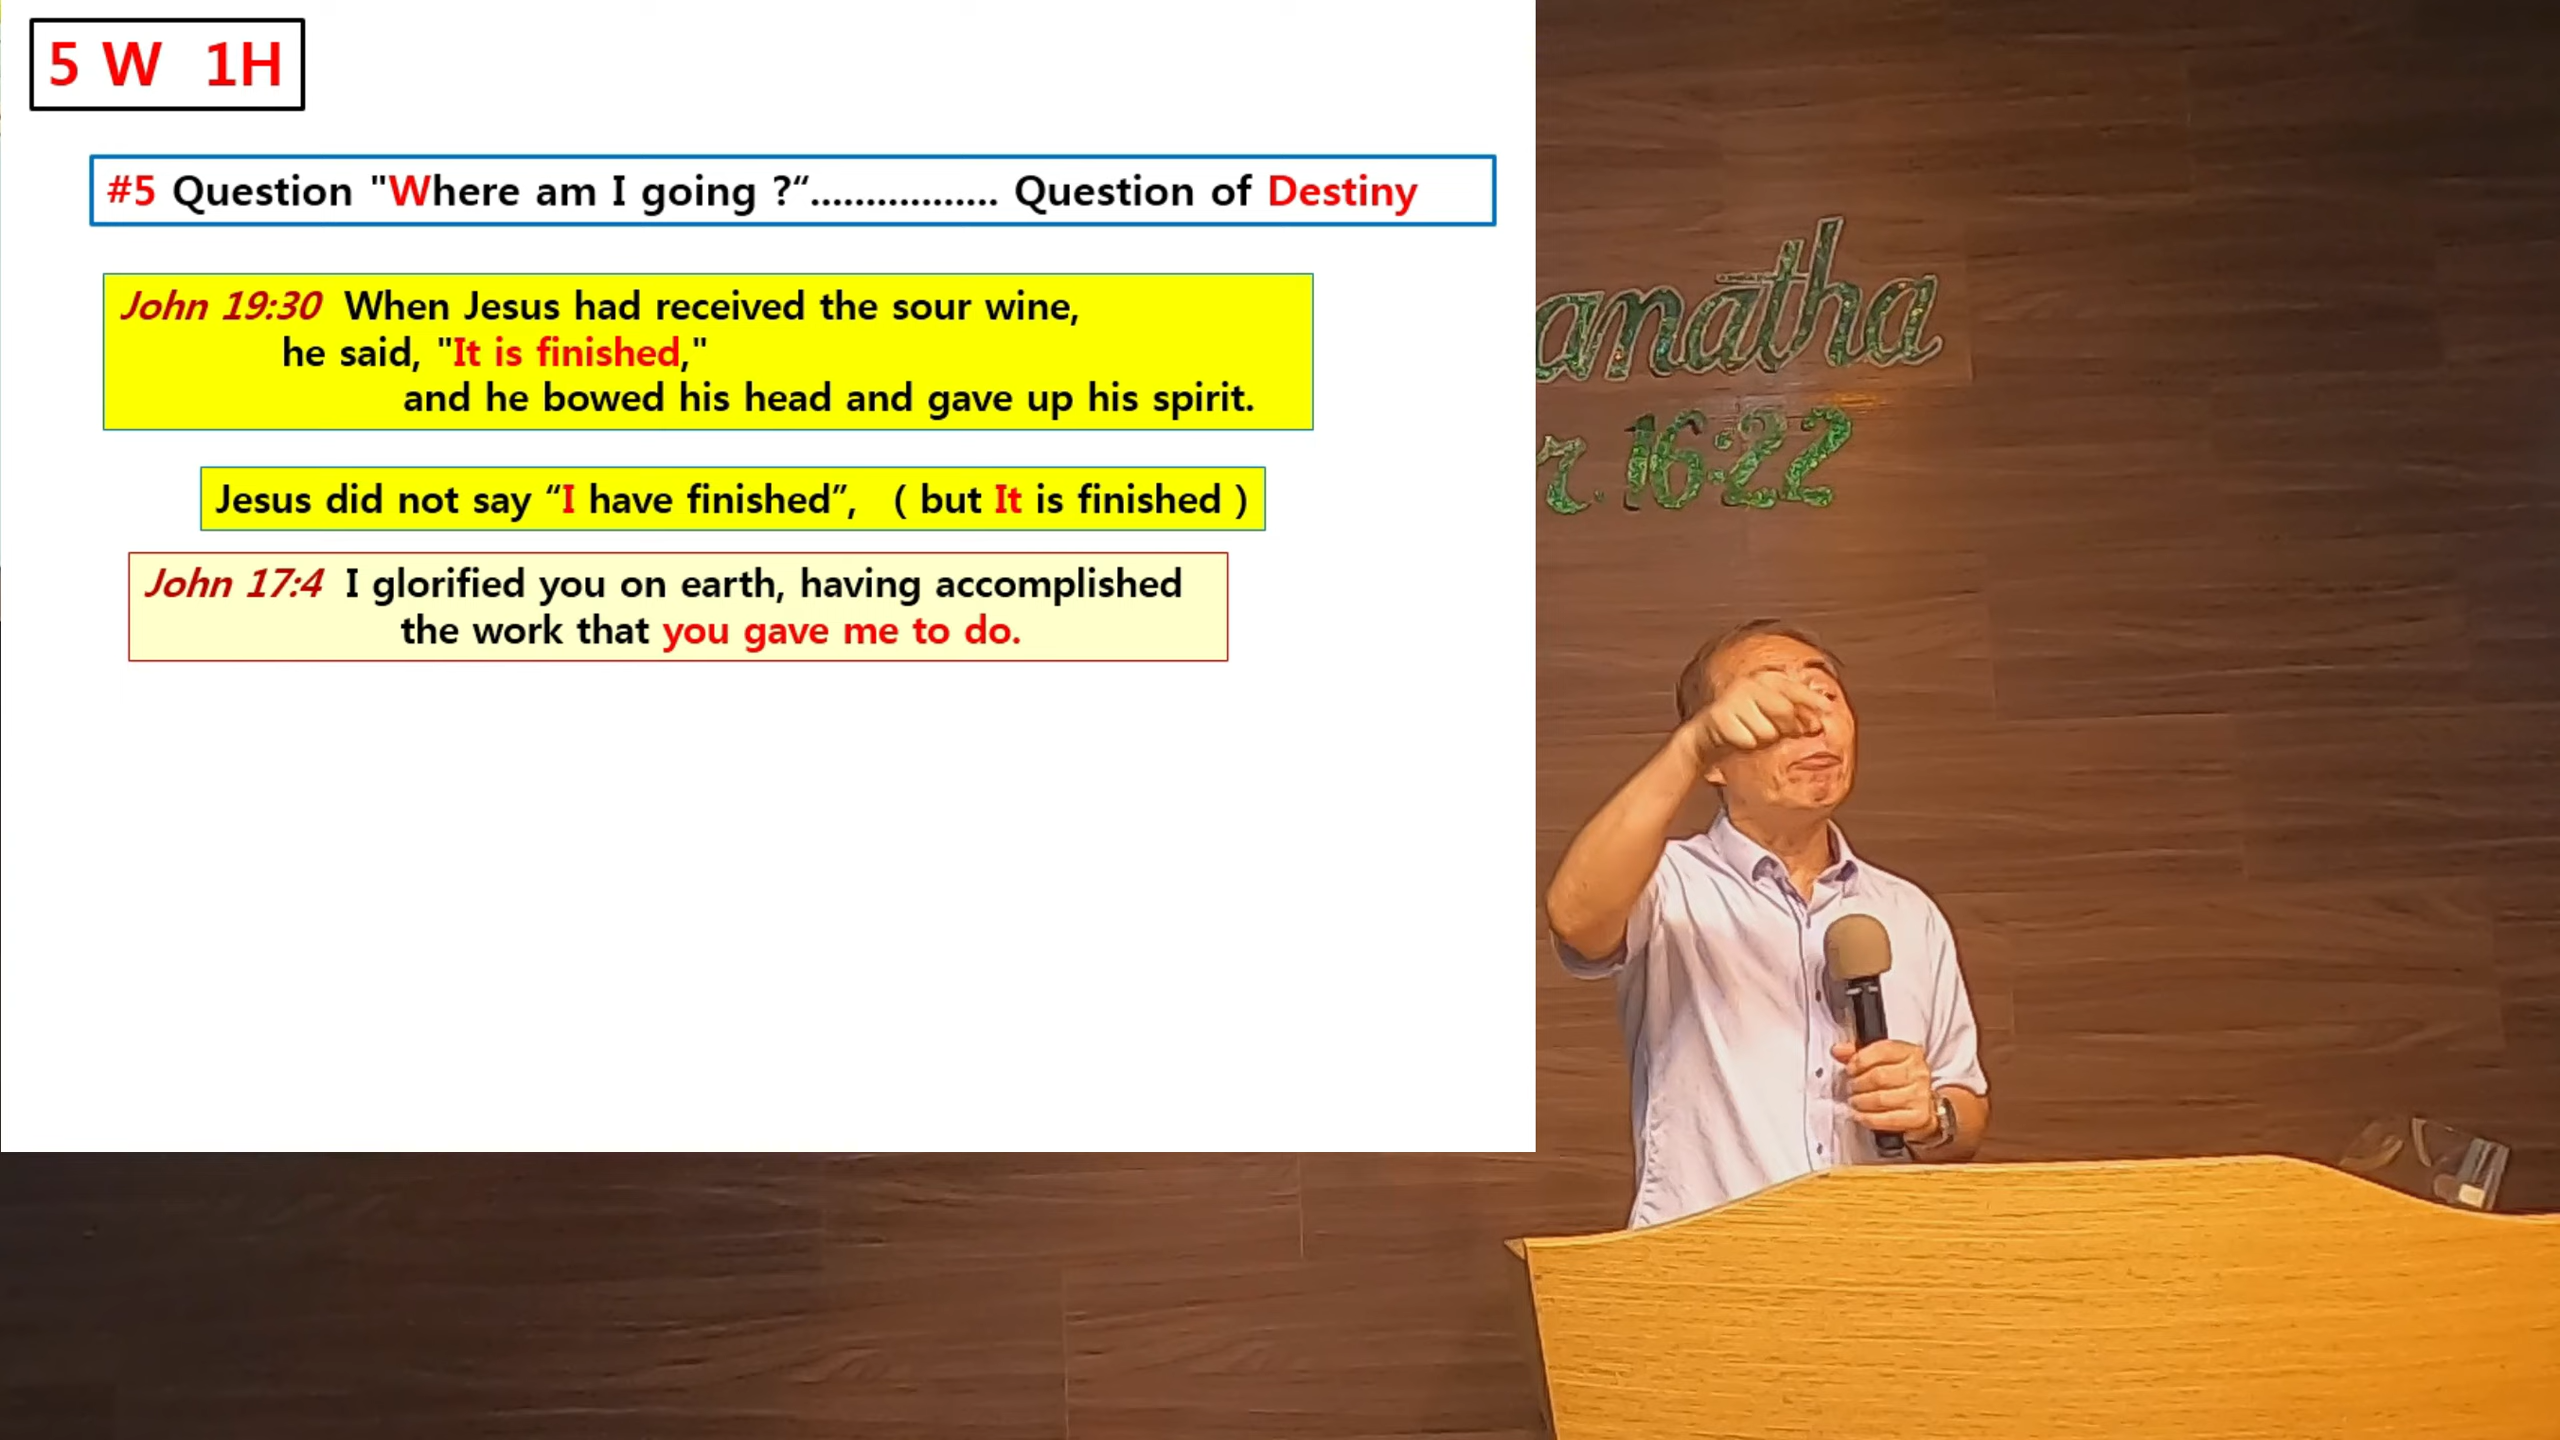 5 W 1H
#5 Question "Where am I going ?“................. Question of Destiny
John 19:30 When Jesus had received the sour wine,
he said, "It is finished,"
and he bowed his head and gave up his spirit.
Jesus did not say “I have finished”, ( but It is finished )
John 17:4 I glorified you on earth, having accomplished
the work that you gave me to do.
anatha
r. 16:22